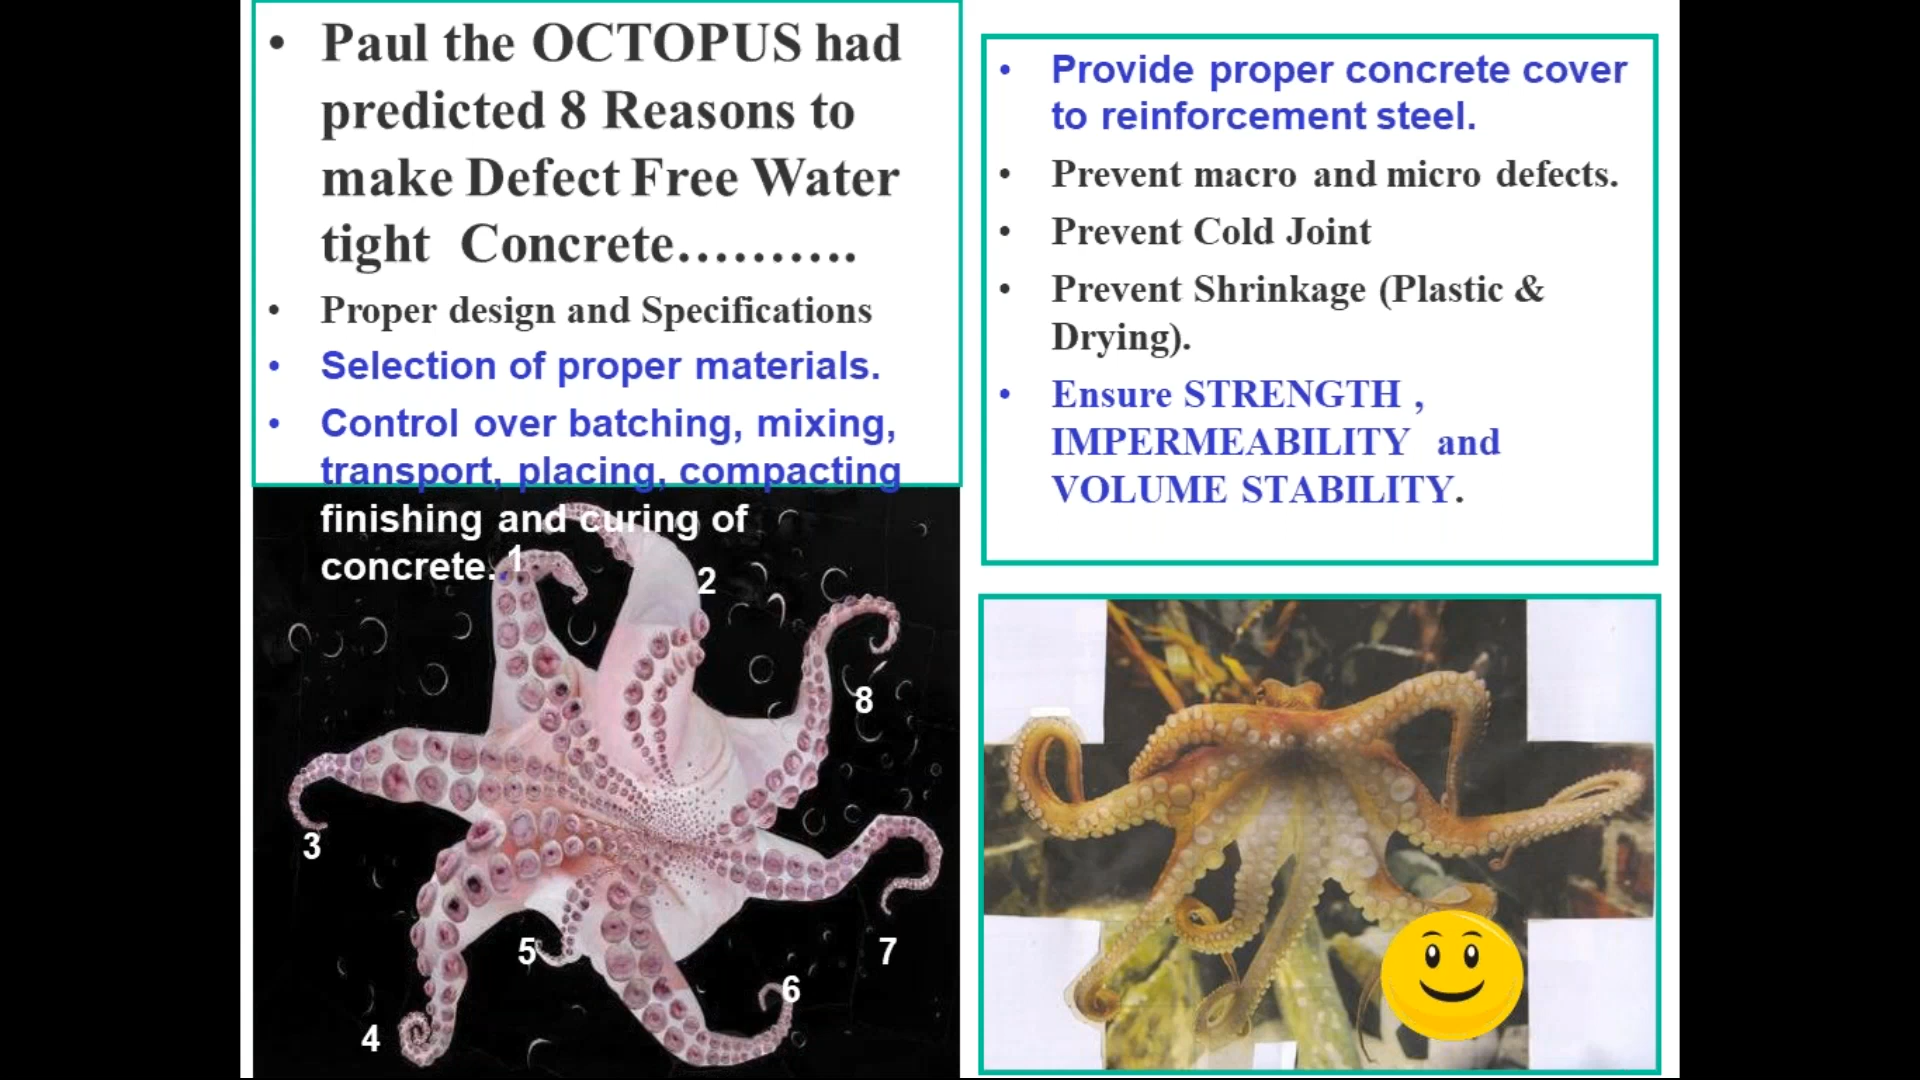 • Paul the OCTOPUS had
predicted 8 Reasons to
make Defect Free Water
tight Concrete……….
• Proper design and Specifications
• Selection of proper materials.
• Control over batching, mixing,
transport, placing, compacting
finishing and curing of
concrete.
1
2
8
3
5
7
6
4
• Provide proper concrete cover
to reinforcement steel.
• Prevent macro and micro defects.
• Prevent Cold Joint
• Prevent Shrinkage (Plastic &
Drying).
• Ensure STRENGTH ,
IMPERMEABILITY and
VOLUME STABILITY.